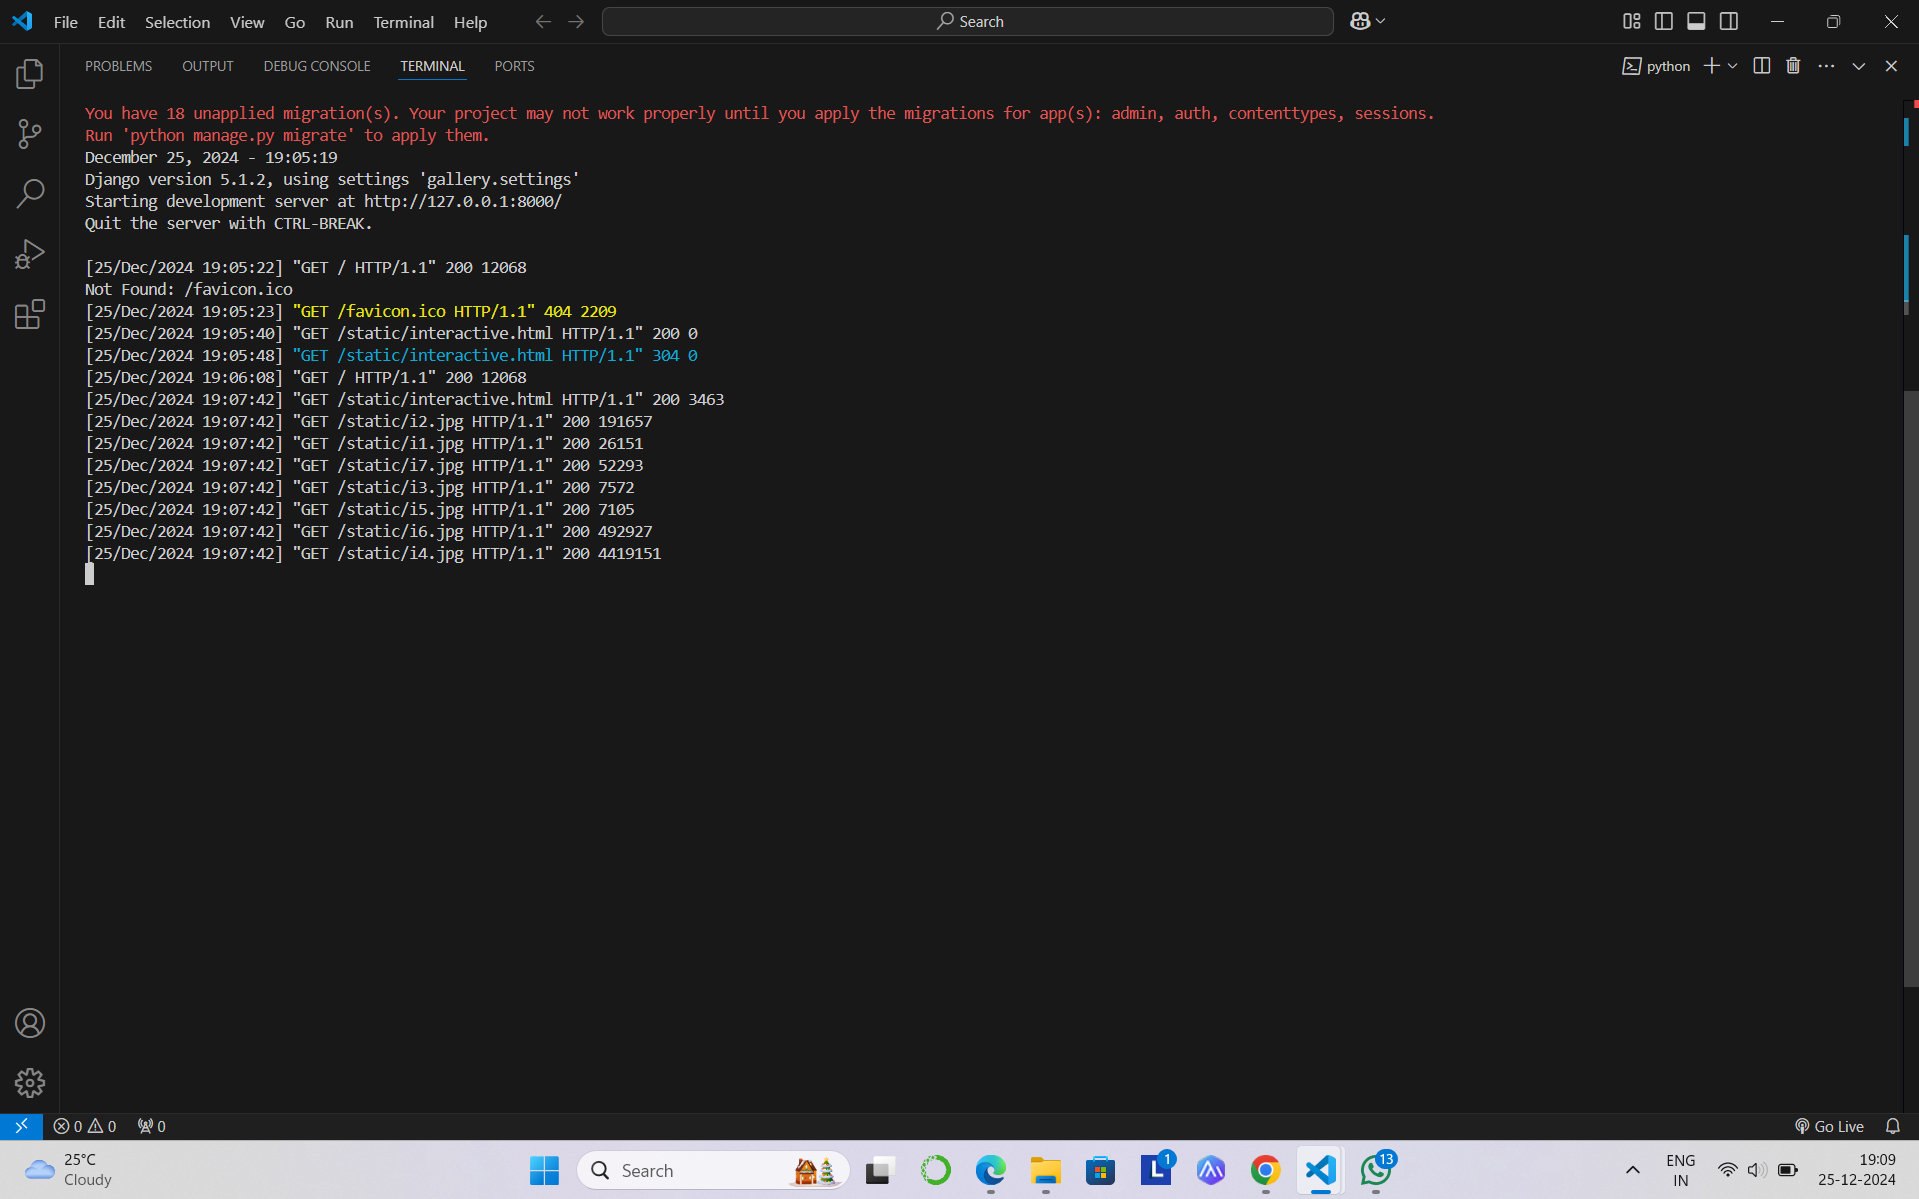 File Edit Selection View Go Run Terminal Help
Search
PROBLEMS OUTPUT DEBUG CONSOLE TERMINAL PORTS
python
You have 18 unapplied migration(s). Your project may not work properly until you apply the migrations for app(s): admin, auth, contenttypes, sessions.
Run 'python manage.py migrate' to apply them.
December 25, 2024 - 19:05:19
Django version 5.1.2, using settings 'gallery.settings'
Starting development server at http://127.0.0.1:8000/
Quit the server with CTRL-BREAK.
[25/Dec/2024 19:05:22] "GET / HTTP/1.1" 200 12068
Not Found: /favicon.ico
[25/Dec/2024 19:05:23] "GET /favicon.ico HTTP/1.1" 404 2209
[25/Dec/2024 19:05:40] "GET /static/interactive.html HTTP/1.1" 200 0
[25/Dec/2024 19:05:48] "GET /static/interactive.html HTTP/1.1" 304 0
[25/Dec/2024 19:06:08] "GET / HTTP/1.1" 200 12068
[25/Dec/2024 19:07:42] "GET /static/interactive.html HTTP/1.1" 200 3463
[25/Dec/2024 19:07:42] "GET /static/i2.jpg HTTP/1.1" 200 191657
[25/Dec/2024 19:07:42] "GET /static/i1.jpg HTTP/1.1" 200 26151
[25/Dec/2024 19:07:42] "GET /static/i7.jpg HTTP/1.1" 200 52293
[25/Dec/2024 19:07:42] "GET /static/i3.jpg HTTP/1.1" 200 7572
[25/Dec/2024 19:07:42] "GET /static/i5.jpg HTTP/1.1" 200 7105
[25/Dec/2024 19:07:42] "GET /static/i6.jpg HTTP/1.1" 200 492927
[25/Dec/2024 19:07:42] "GET /static/i4.jpg HTTP/1.1" 200 4419151
0 0 0
Go Live
25°C
Cloudy
Search
L 1
13
ENG
IN
19:09
25-12-2024